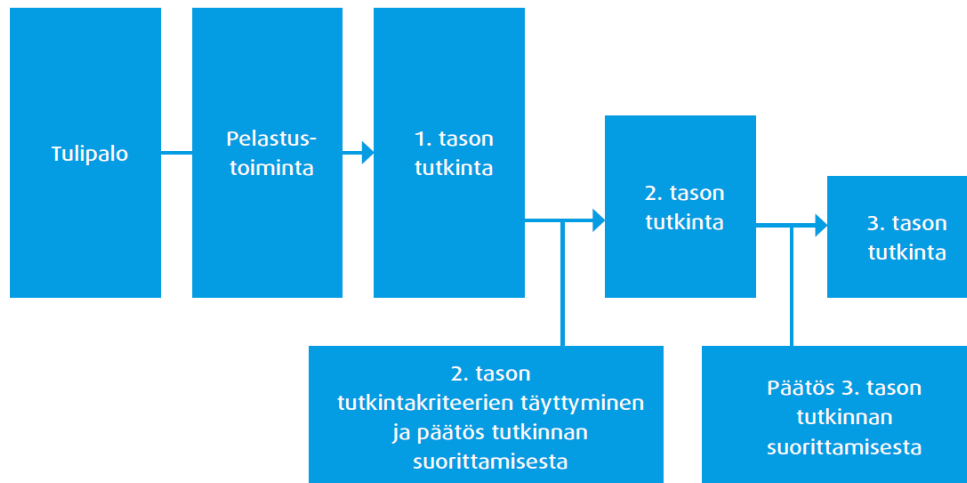 Tulipalo
Pelastus-
toiminta
1. tason
tutkinta
2. tason
tutkinta
3. tason
tutkinta
2. tason
tutkintakriteerien täyttyminen
ja päätös tutkinnan
suorittamisesta
Päätös 3. tason
tutkinnan
suorittamisesta